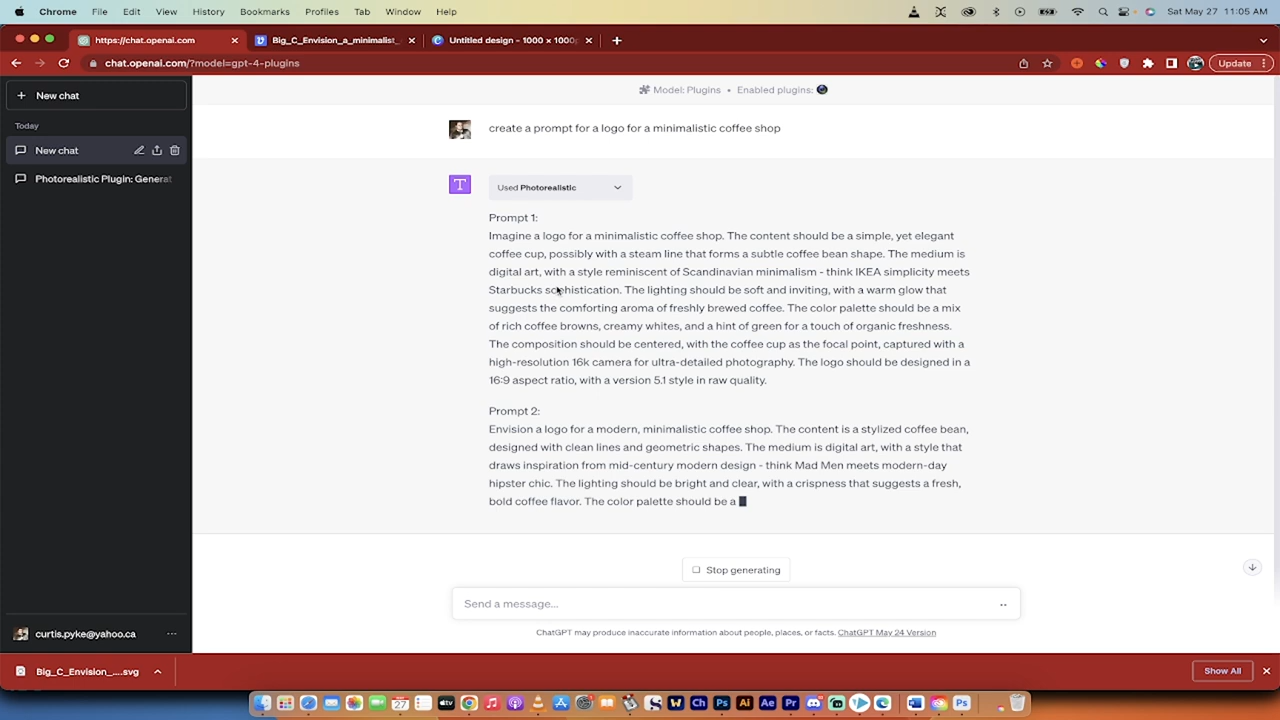 Chrome File Edit View History Bookmarks Profiles Tab Window Help Sat May 27 11:05 AM
https://chat.openai.com Big_C_Envision_a_minimalist_ Untitled design – 1000 × 1000p
chat.openai.com/?model=gpt-4-plugins Update
New chat
Model: Plugins • Enabled plugins:
Today
New chat
Photorealistic Plugin: Generat
create a prompt for a logo for a minimalistic coffee shop
T
Used Photorealistic
Prompt 1:
Imagine a logo for a minimalistic coffee shop. The content should be a simple, yet elegant
coffee cup, possibly with a steam line that forms a subtle coffee bean shape. The medium is
digital art, with a style reminiscent of Scandinavian minimalism - think IKEA simplicity meets
Starbucks sophistication. The lighting should be soft and inviting, with a warm glow that
suggests the comforting aroma of freshly brewed coffee. The color palette should be a mix
of rich coffee browns, creamy whites, and a hint of green for a touch of organic freshness.
The composition should be centered, with the coffee cup as the focal point, captured with a
high-resolution 16k camera for ultra-detailed photography. The logo should be designed in a
16:9 aspect ratio, with a version 5.1 style in raw quality.
Prompt 2:
Envision a logo for a modern, minimalistic coffee shop. The content is a stylized coffee bean,
designed with clean lines and geometric shapes. The medium is digital art, with a style that
draws inspiration from mid-century modern design - think Mad Men meets modern-day
hipster chic. The lighting should be bright and clear, with a crispness that suggests a fresh,
bold coffee flavor. The color palette should be a
Stop generating
Send a message...
ChatGPT may produce inaccurate information about people, places, or facts. ChatGPT May 24 Version
curtis.pyke@yahoo.ca
Big_C_Envision_....svg
Show All
27 tv W Ch Ps Ai Ae Pr Ps